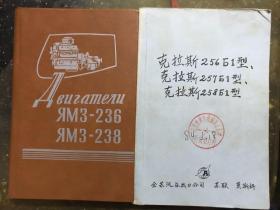 Двигатели
ЯМЗ-236
ЯМЗ-238
克拉斯256Б1型、
克拉斯257Б1型、
克拉斯258Б1型
全苏汽车出口公司 苏联 莫斯科